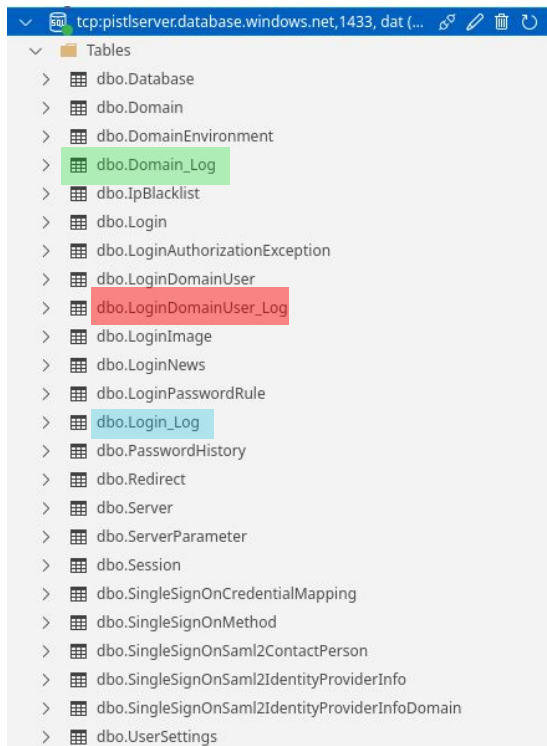 tcp:pistlserver.database.windows.net,1433, dat (...
Tables
dbo.Database
dbo.Domain
dbo.DomainEnvironment
dbo.Domain_Log
dbo.IpBlacklist
dbo.Login
dbo.LoginAuthorizationException
dbo.LoginDomainUser
dbo.LoginDomainUser_Log
dbo.LoginImage
dbo.LoginNews
dbo.LoginPasswordRule
dbo.Login_Log
dbo.PasswordHistory
dbo.Redirect
dbo.Server
dbo.ServerParameter
dbo.Session
dbo.SingleSignOnCredentialMapping
dbo.SingleSignOnMethod
dbo.SingleSignOnSaml2ContactPerson
dbo.SingleSignOnSaml2IdentityProviderInfo
dbo.SingleSignOnSaml2IdentityProviderInfoDomain
dbo.UserSettings